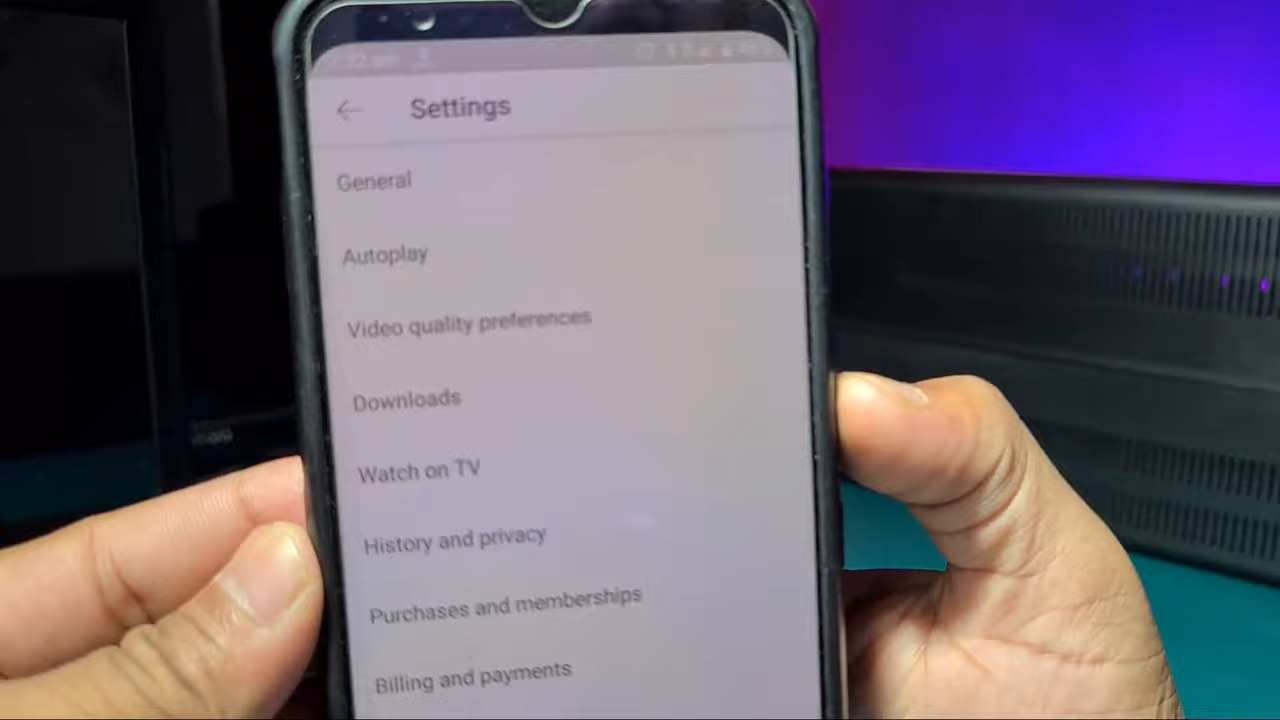 Settings
General
Autoplay
Video quality preferences
Downloads
Watch on TV
History and privacy
Purchases and memberships
Billing and payments